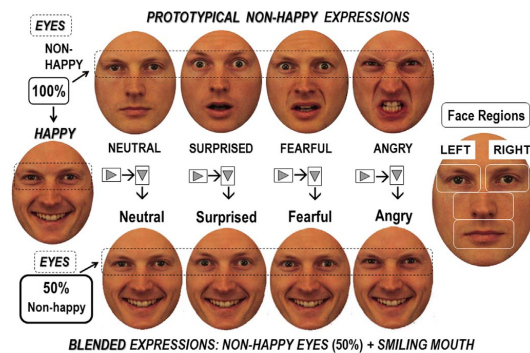 PROTOTYPICAL NON-HAPPY EXPRESSIONS
EYES
NON-
HAPPY
100%
HAPPY
NEUTRAL SURPRISED FEARFUL ANGRY
Neutral Surprised Fearful Angry
EYES
50%
Non-happy
Face Regions
LEFT RIGHT
BLENDED EXPRESSIONS: NON-HAPPY EYES (50%) + SMILING MOUTH